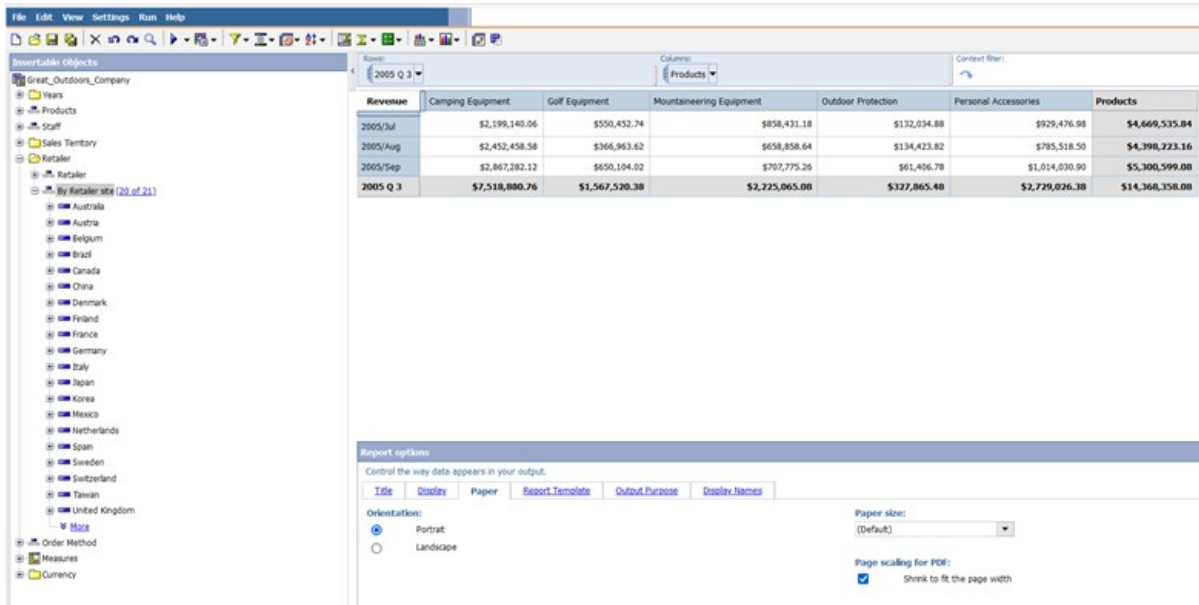 File Edit View Settings Run Help
Insertable Objects
Great_Outdoors_Company
Years
Products
Staff
Sales Territory
Retailer
Retailer
By Retailer site (20 of 21)
Australia
Austria
Belgium
Brazil
Canada
China
Denmark
Finland
France
Germany
Italy
Japan
Korea
Mexico
Netherlands
Spain
Sweden
Switzerland
Taiwan
United Kingdom
More
Order Method
Measures
Currency
Rows: Columns: Context filter:
2005 Q 3 Products
Revenue Camping Equipment Golf Equipment Mountaineering Equipment Outdoor Protection Personal Accessories Products
2005/Jul $2,199,140.06 $550,452.74 $858,431.18 $132,034.88 $929,476.98 $4,669,535.84
2005/Aug $2,452,458.58 $366,963.62 $658,858.64 $134,423.82 $785,518.50 $4,398,223.16
2005/Sep $2,867,282.12 $650,104.02 $707,775.26 $61,406.78 $1,014,030.90 $5,300,599.08
2005 Q 3 $7,518,880.76 $1,567,520.38 $2,225,065.08 $327,865.48 $2,729,026.38 $14,368,358.08
Report options
Control the way data appears in your output.
Title Display Paper Report Template Output Purpose Display Names
Orientation: Paper size:
Portrait (Default)
Landscape
Page scaling for PDF:
Shrink to fit the page width